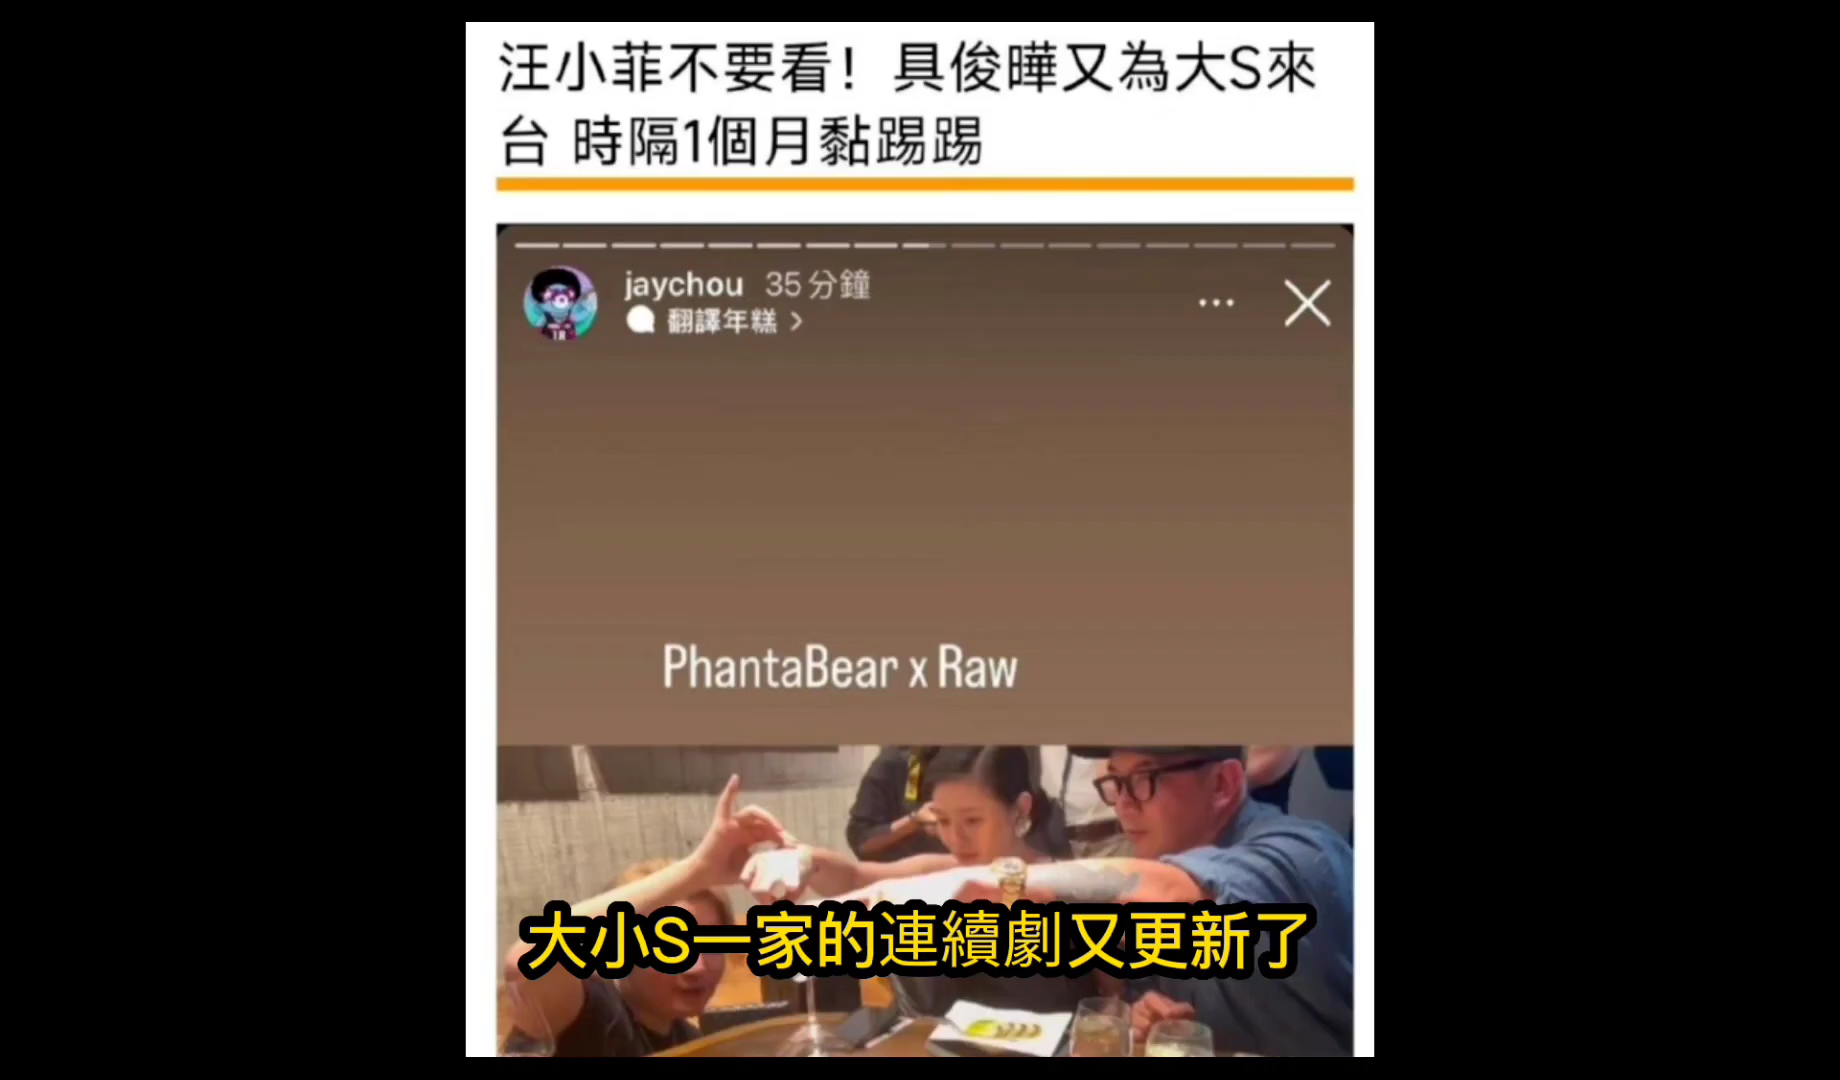 汪小菲不要看！具俊曄又為大S來
台 時隔1個月黏踢踢
jaychou 35分鐘
翻譯年糕 >
PhantaBear x Raw
大小S一家的連續劇又更新了